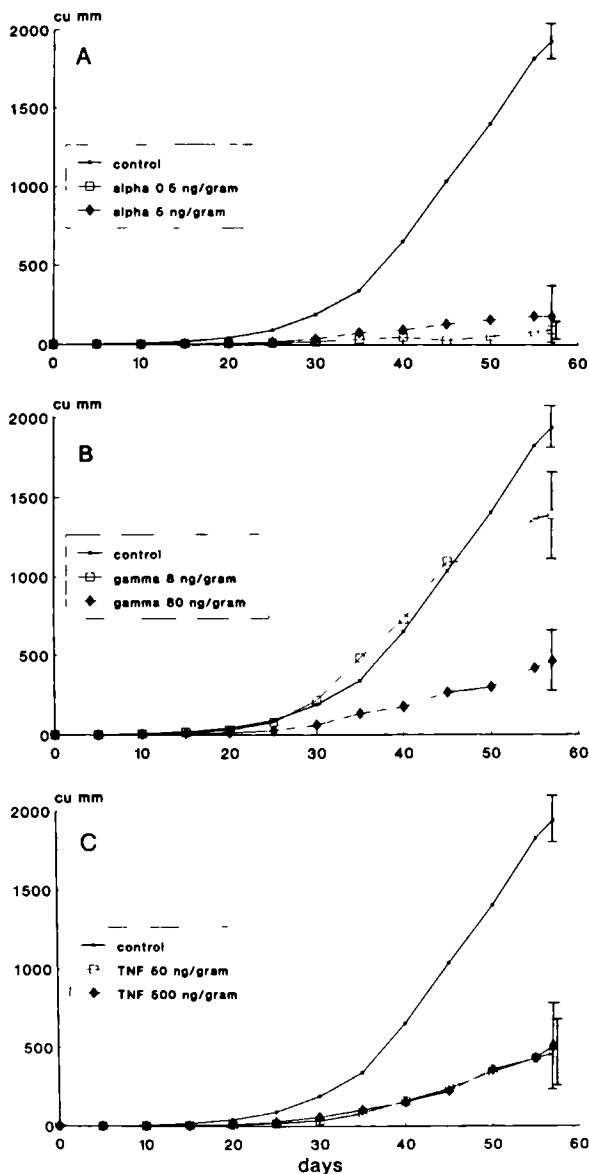 cu mm
2000
A
1500
control
alpha 0 5 ng/gram
alpha 5 ng/gram
1000
500
0
0 10 20 30 40 50 60
cu mm
2000
B
1500
control
gamma 8 ng/gram
gamma 80 ng/gram
1000
500
0
0 10 20 30 40 50 60
cu mm
2000
C
1500
control
TNF 50 ng/gram
TNF 500 ng/gram
1000
500
0
0 10 20 30 40 50 60
days